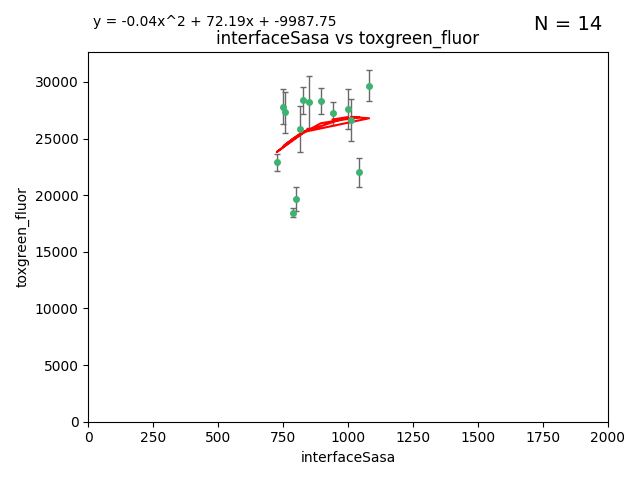 y = -0.04x^2 + 72.19x + -9987.75
N = 14
interfaceSasa vs toxgreen_fluor
30000
25000
20000
15000
10000
5000
0
toxgreen_fluor
0 250 500 750 1000 1250 1500 1750 2000
interfaceSasa